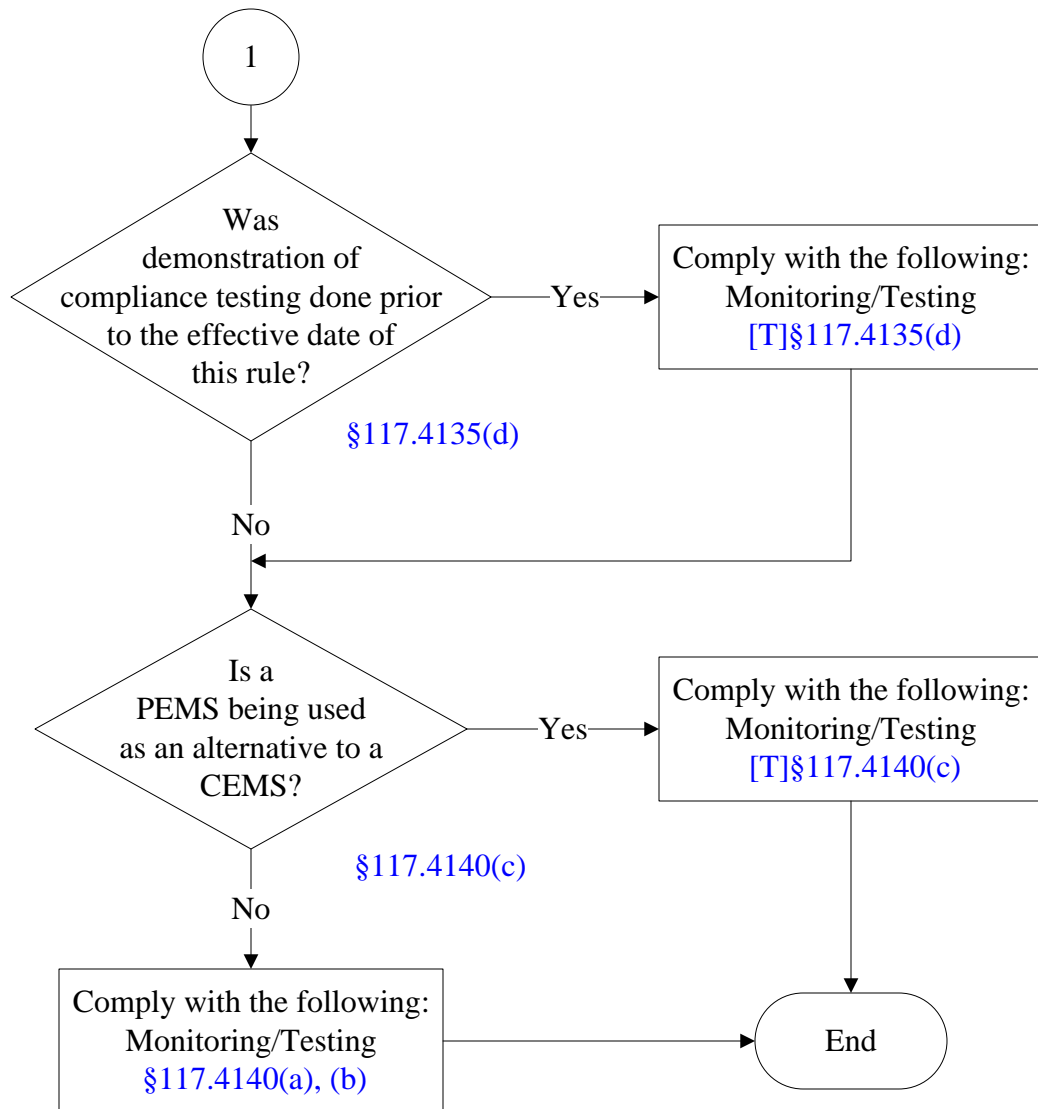 1
Was
demonstration of
compliance testing done prior
to the effective date of
this rule?
Yes
Comply with the following:
Monitoring/Testing
[T]§117.4135(d)
§117.4135(d)
No
Is a
PEMS being used
as an alternative to a
CEMS?
Yes
Comply with the following:
Monitoring/Testing
[T]§117.4140(c)
§117.4140(c)
No
Comply with the following:
Monitoring/Testing
§117.4140(a), (b)
End